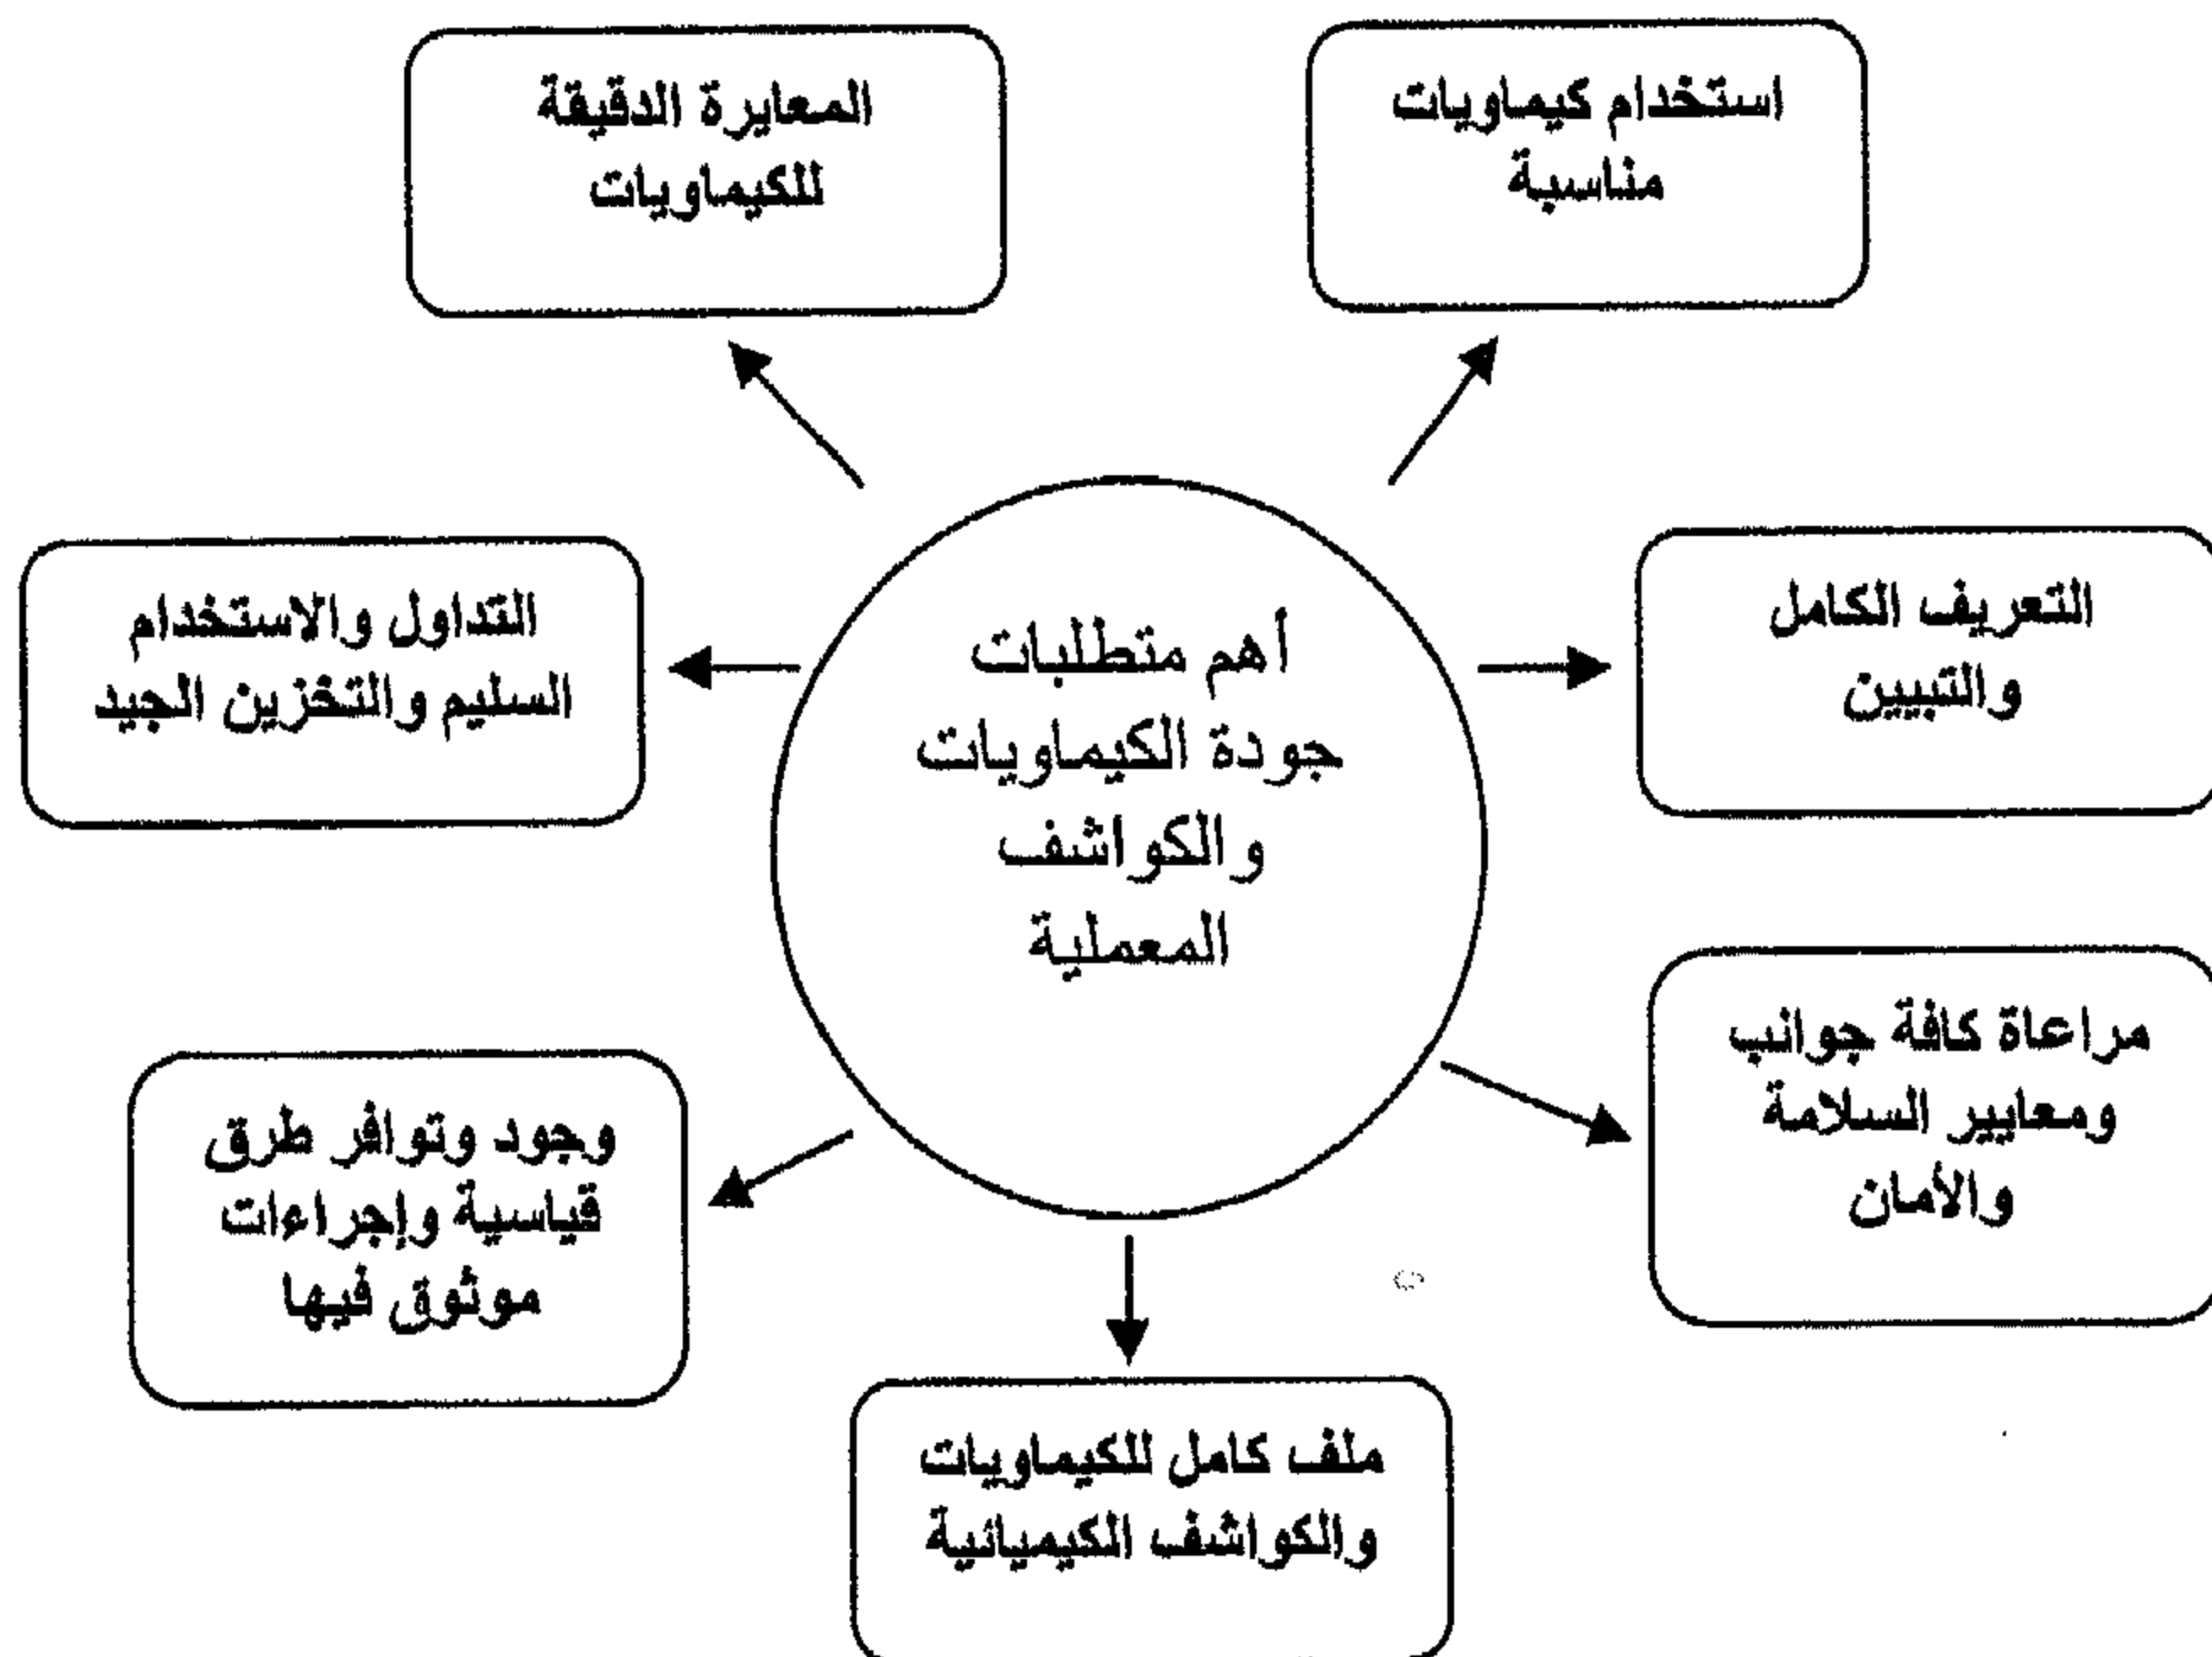 استخدام كيماويات
مناسبة
المعايرة الدقيقة
للكيماويات
التعريف الكامل
والتبيين
أهم متطلبات
جودة الكيماويات
والكواشف
المعملية
التداول والاستخدام
السليم والتخزين الجيد
مراعاة كافة جوانب
ومعايير السلامة
والأمان
وجود وتوافر طرق
قياسية وإجراءات
موثوق فيها
ملف كامل للكيماويات
والكواشف الكيميائية